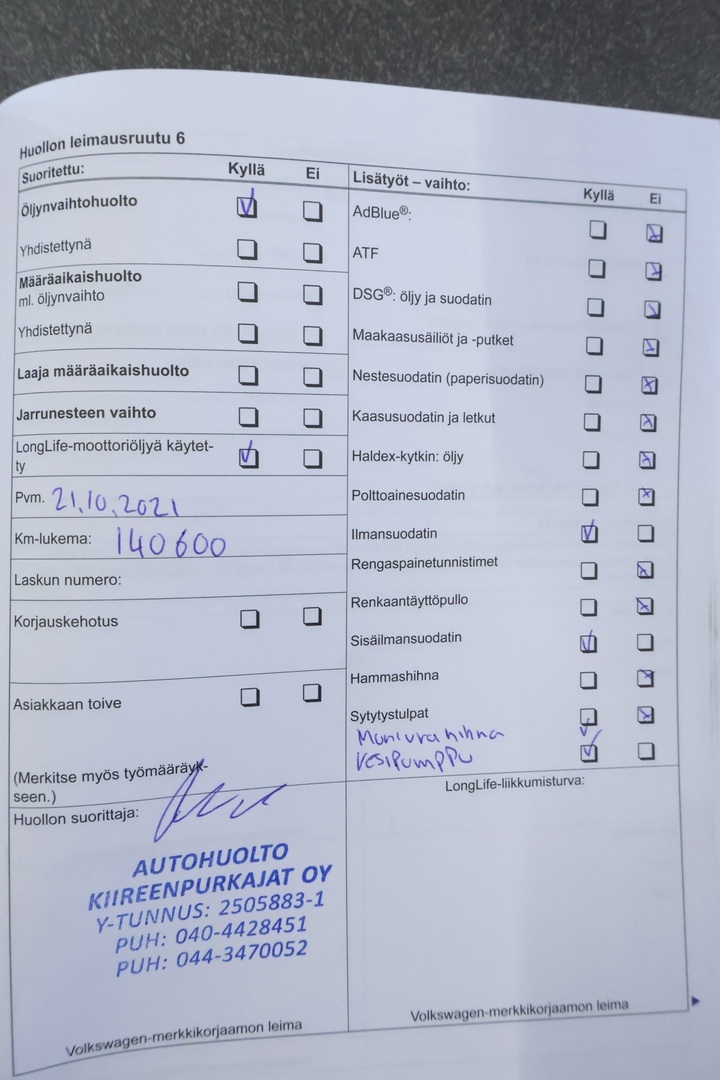 Huollon leimausruutu 6
Suoritettu: Kyllä Ei
Öljynvaihtohuolto
Yhdistettynä
Määräaikaishuolto
ml. öljynvaihto
Yhdistettynä
Laaja määräaikaishuolto
Jarrunesteen vaihto
LongLife-moottoriöljyä käytet-
ty
Pvm. 21.10.2021
Km-lukema: 140600
Laskun numero:
Korjauskehotus
Asiakkaan toive
(Merkitse myös työmääräyk-
seen.)
Huollon suorittaja:
AUTOHUOLTO
KIIREENPURKAJAT OY
Y-TUNNUS: 2505883-1
PUH: 040-4428451
PUH: 044-3470052
Volkswagen-merkkikorjaamon leima
Lisätyöt – vaihto: Kyllä Ei
AdBlue®:
ATF
DSG®: öljy ja suodatin
Maakaasusäiliöt ja -putket
Nestesuodatin (paperisuodatin)
Kaasusuodatin ja letkut
Haldex-kytkin: öljy
Polttoainesuodatin
Ilmansuodatin
Rengaspainetunnistimet
Renkaantäyttöpullo
Sisäilmansuodatin
Hammashihna
Sytytystulpat
Moniurahihna
Vesipumppu
LongLife-liikkumisturva:
Volkswagen-merkkikorjaamon leima